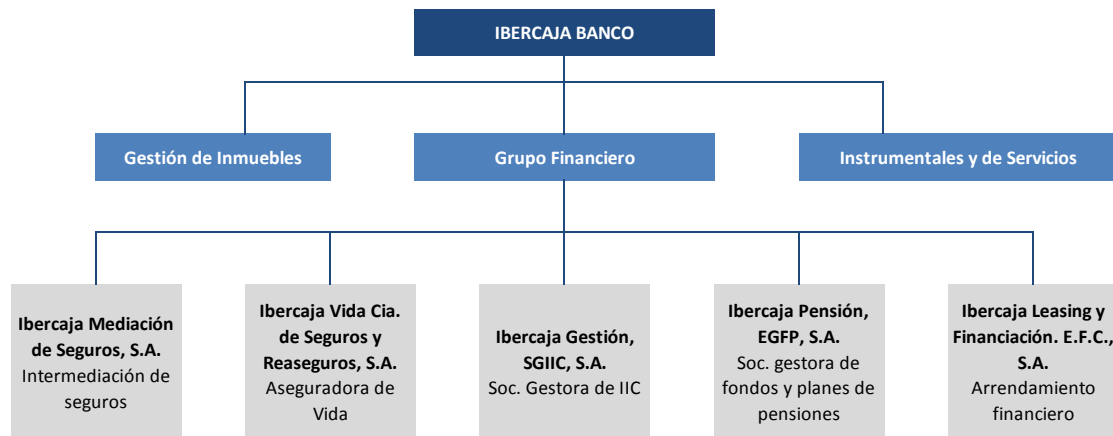 IBERCAJA BANCO
Gestión de Inmuebles
Grupo Financiero
Instrumentales y de Servicios
Ibercaja Mediación
de Seguros, S.A.
Intermediación de
seguros
Ibercaja Vida Cia.
de Seguros y
Reaseguros, S.A.
Aseguradora de
Vida
Ibercaja Gestión,
SGIIC, S.A.
Soc. Gestora de IIC
Ibercaja Pensión,
EGFP, S.A.
Soc. gestora de
fondos y planes de
pensiones
Ibercaja Leasing y
Financiación. E.F.C.,
S.A.
Arrendamiento
financiero